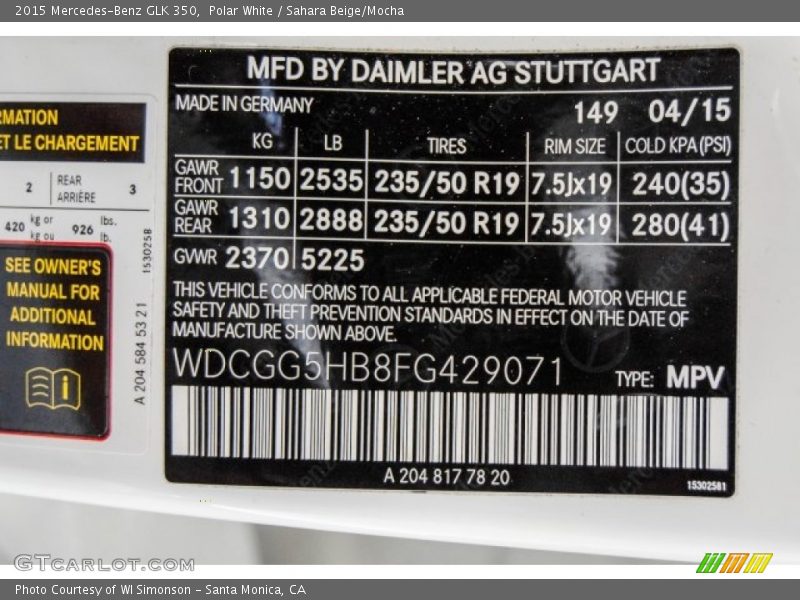 2015 Mercedes-Benz GLK 350,  Polar White / Sahara Beige/Mocha
RMATION
ET LE CHARGEMENT
2 REAR ARRIÈRE 3
420 kg or kg ou 926 lbs. lb.
SEE OWNER'S
MANUAL FOR
ADDITIONAL
INFORMATION
1530258
A 204 584 53 21
MFD BY DAIMLER AG STUTTGART
MADE IN GERMANY 149 04/15
KG LB TIRES RIM SIZE COLD KPA(PSI)
GAWR FRONT 1150 2535 235/50 R19 7.5Jx19 240(35)
GAWR REAR 1310 2888 235/50 R19 7.5Jx19 280(41)
GVWR 2370 5225
THIS VEHICLE CONFORMS TO ALL APPLICABLE FEDERAL MOTOR VEHICLE
SAFETY AND THEFT PREVENTION STANDARDS IN EFFECT ON THE DATE OF
MANUFACTURE SHOWN ABOVE.
WDCGG5HB8FG429071 TYPE: MPV
A 204 817 78 20
15302581
GTcarlot.com
Photo Courtesy of WI Simonson - Santa Monica, CA